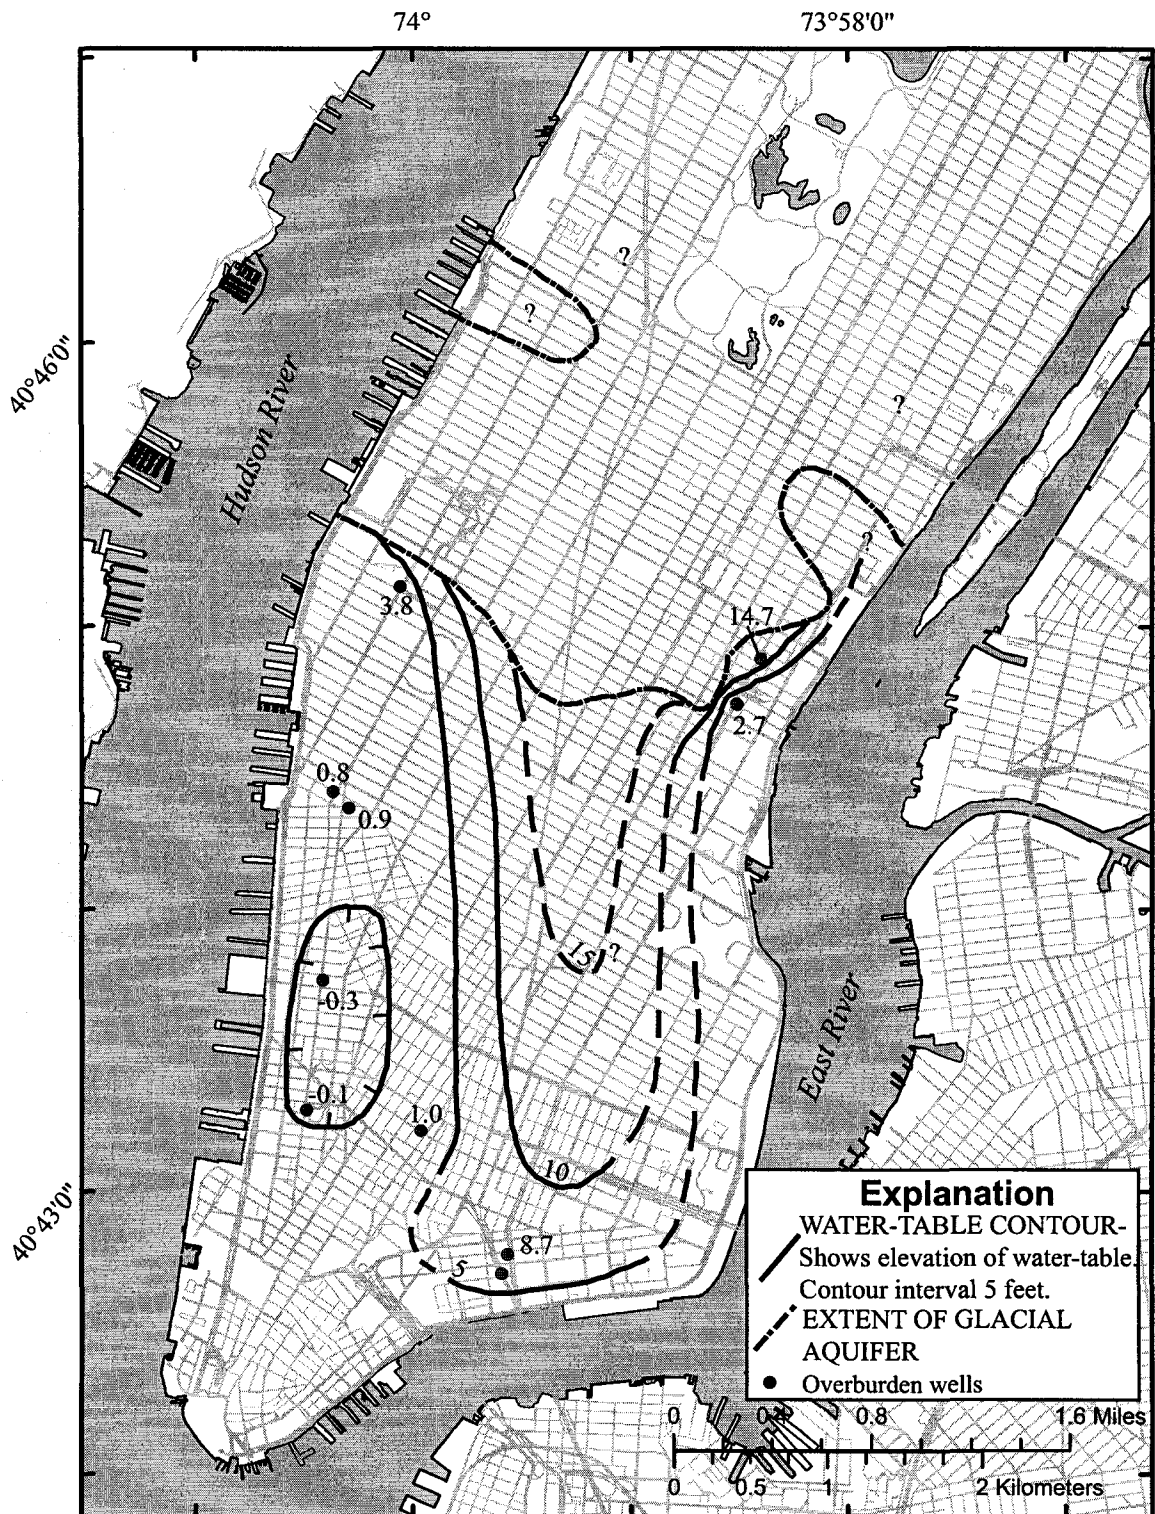 74°
73°58'0"
?
?
40°46'0"
Hudson River
?
?
3.8
14.7
2.7
0.8
0.9
15
?
-0.3
East River
-0.1
1.0
10
40°43'0"
8.7
5
Explanation
WATER-TABLE CONTOUR-
Shows elevation of water-table.
Contour interval 5 feet.
EXTENT OF GLACIAL
AQUIFER
Overburden wells
0 0.8 1.6 Miles
0 0.5 1 2 Kilometers